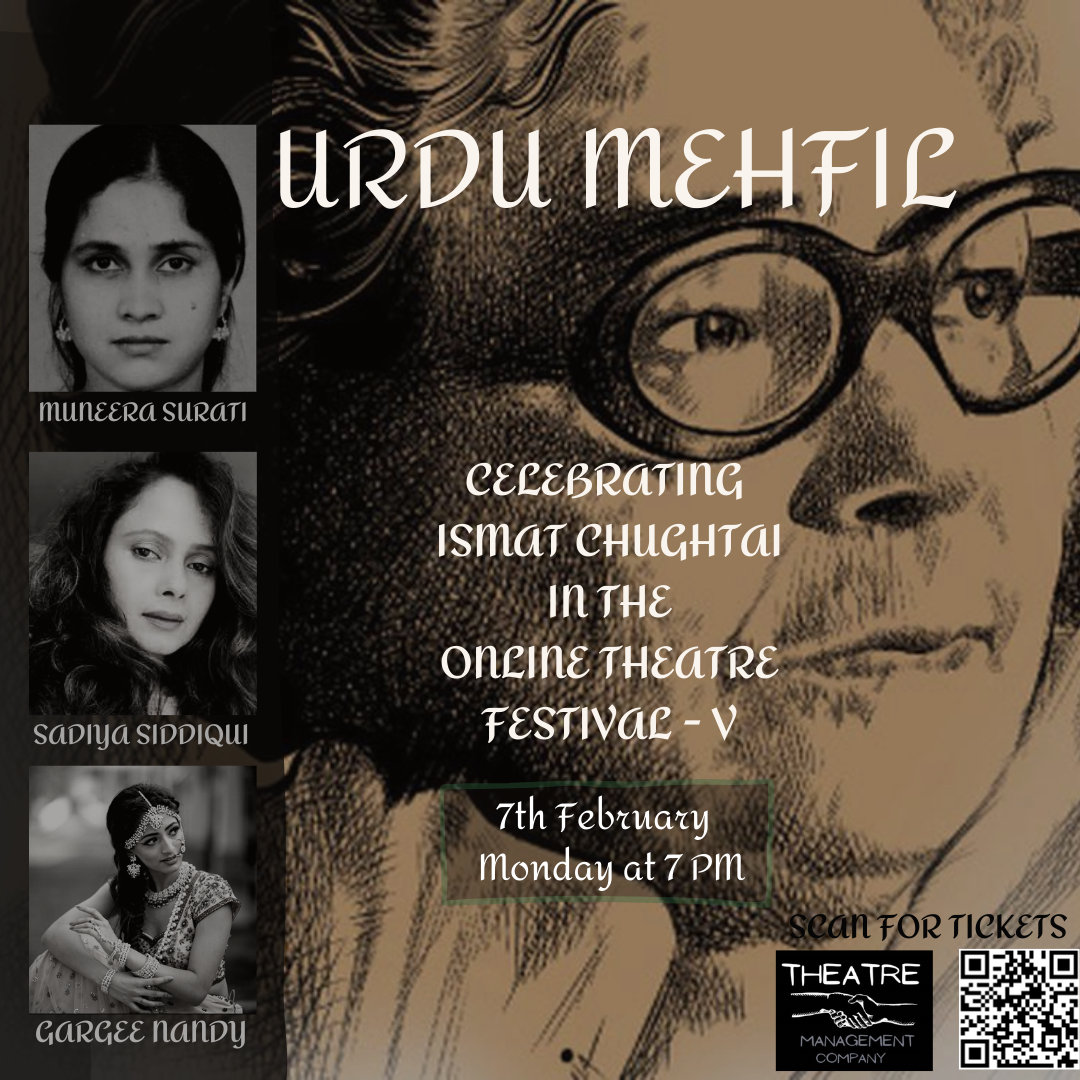 URDU MEHFIL
MUNEERA SURATI
SADIYA SIDDIQUI
GARGEE NANDY
CELEBRATING
ISMAT CHUGHTAI
IN THE
ONLINE THEATRE
FESTIVAL - V
7th February
Monday at 7 PM
SCAN FOR TICKETS
THEATRE
MANAGEMENT
COMPANY